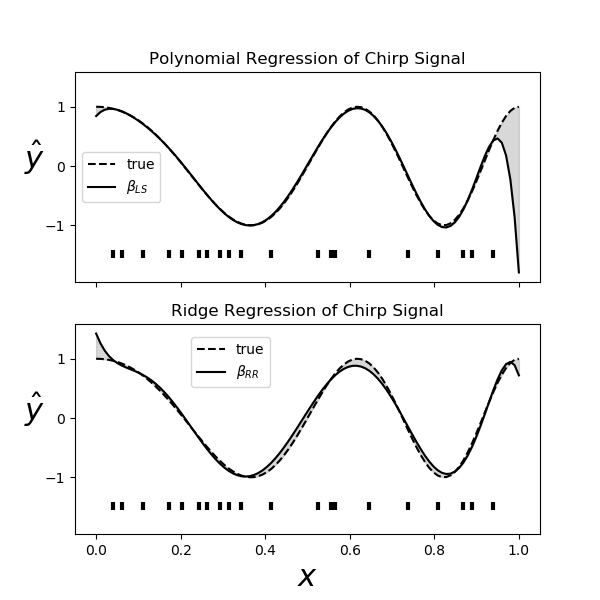 Polynomial Regression of Chirp Signal
1
0
−1
ŷ
true
β_LS
Ridge Regression of Chirp Signal
1
0
−1
ŷ
true
β_RR
0.0 0.2 0.4 0.6 0.8 1.0
x